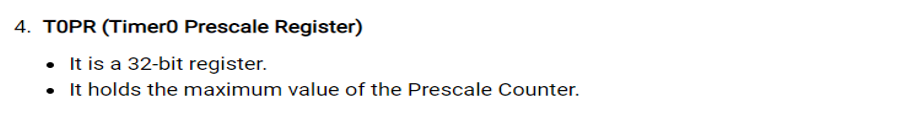 4. T0PR (Timer0 Prescale Register)
• It is a 32-bit register.
• It holds the maximum value of the Prescale Counter.